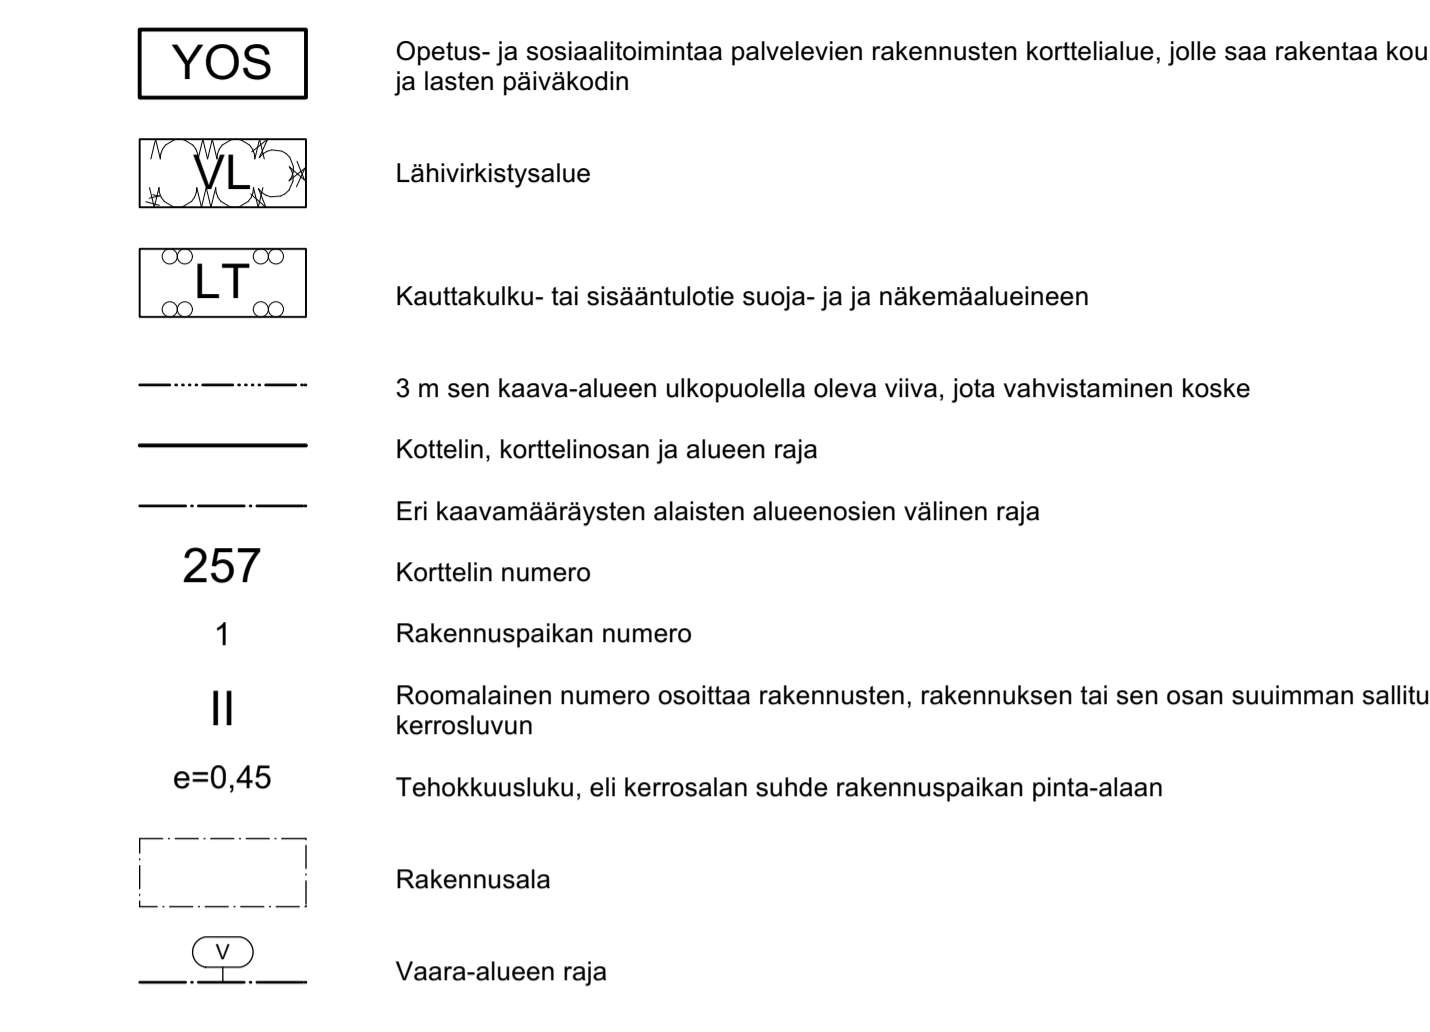 YOS
Opetus- ja sosiaalitoimintaa palvelevien rakennusten korttelialue, jolle saa rakentaa kou
ja lasten päiväkodin
VL
Lähivirkistysalue
LT
Kauttakulku- tai sisääntulotie suoja- ja ja näkemäalueineen
3 m sen kaava-alueen ulkopuolella oleva viiva, jota vahvistaminen koske
Kottelin, korttelinosan ja alueen raja
Eri kaavamääräysten alaisten alueenosien välinen raja
257
Korttelin numero
1
Rakennuspaikan numero
II
Roomalainen numero osoittaa rakennusten, rakennuksen tai sen osan suuimman sallitu
kerrosluvun
e=0,45
Tehokkuusluku, eli kerrosalan suhde rakennuspaikan pinta-alaan
Rakennusala
V
Vaara-alueen raja